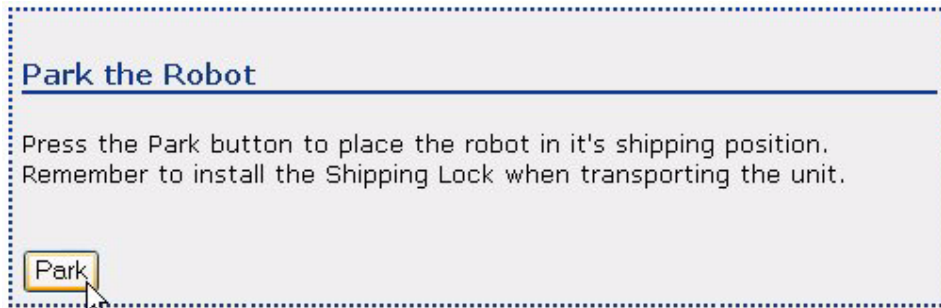 Park the Robot
Press the Park button to place the robot in it's shipping position.
Remember to install the Shipping Lock when transporting the unit.
Park